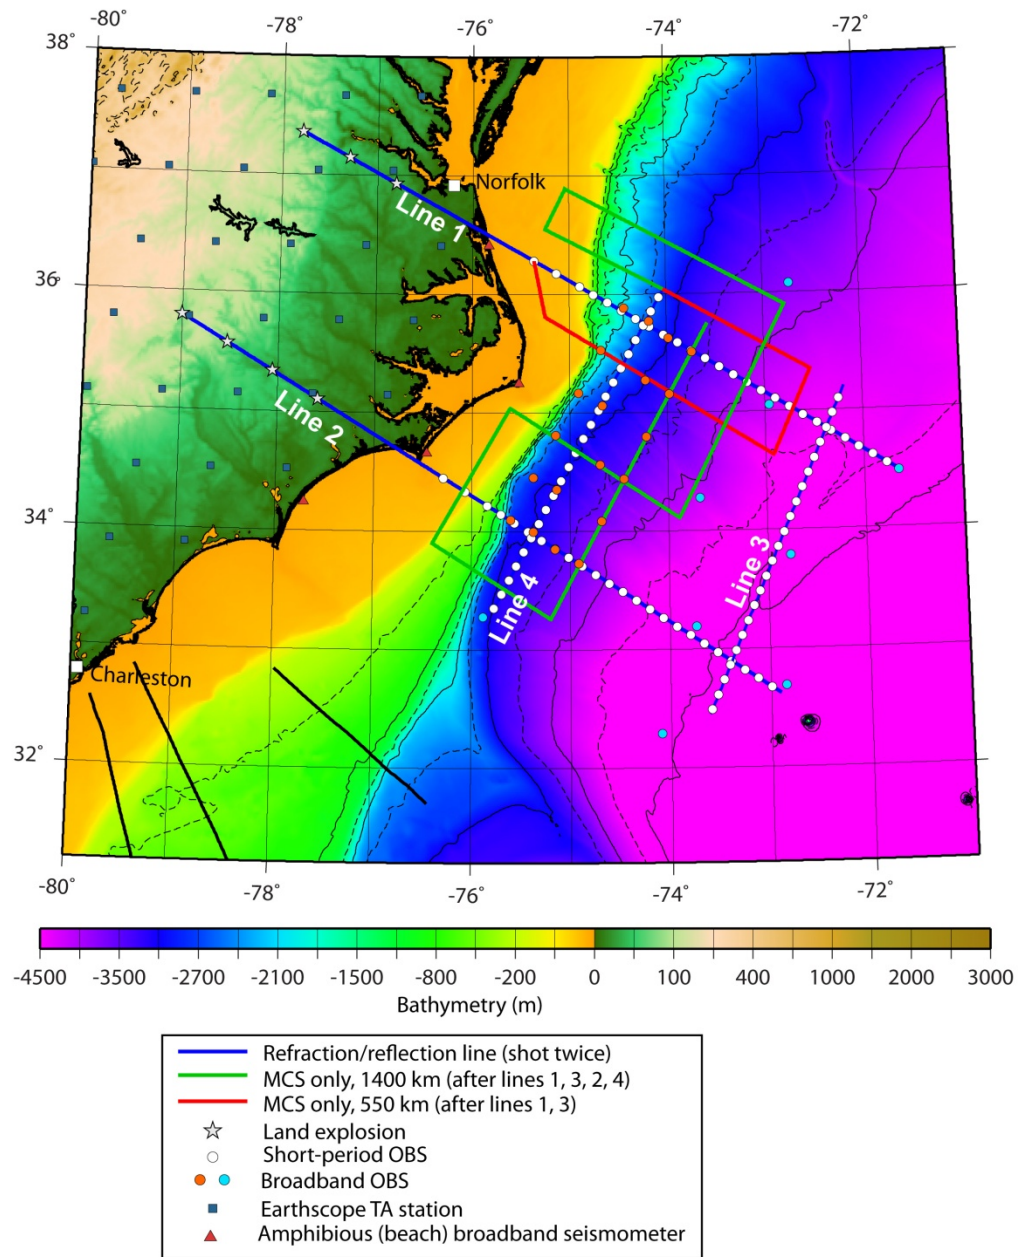 -80° -78° -76° -74° -72°
38°
Norfolk
Line 1
36°
Line 2
34°
Line 3
Line 4
Charleston
32°
-80° -78° -76° -74° -72°
-4500 -3500 -2700 -2100 -1500 -800 -200 0 100 400 1000 2000 3000
Bathymetry (m)
Refraction/reflection line (shot twice)
MCS only, 1400 km (after lines 1, 3, 2, 4)
MCS only, 550 km (after lines 1, 3)
Land explosion
Short-period OBS
Broadband OBS
Earthscope TA station
Amphibious (beach) broadband seismometer